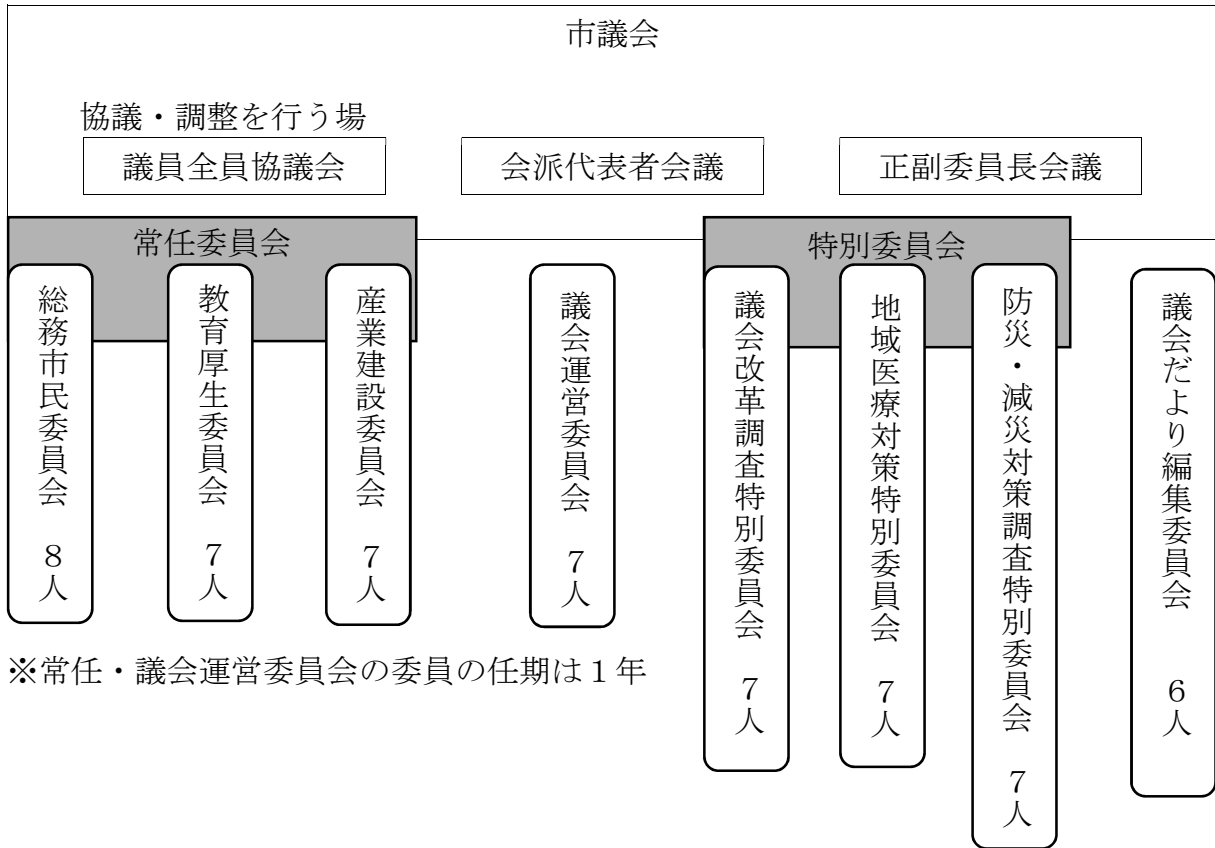 市議会
協議・調整を行う場
議員全員協議会
会派代表者会議
正副委員長会議
常任委員会
特別委員会
総務市民委員会 8人
教育厚生委員会 7人
産業建設委員会 7人
議会運営委員会 7人
議会改革調査特別委員会 7人
地域医療対策特別委員会 7人
防災・減災対策調査特別委員会 7人
議会だより編集委員会 6人
※常任・議会運営委員会の委員の任期は1年